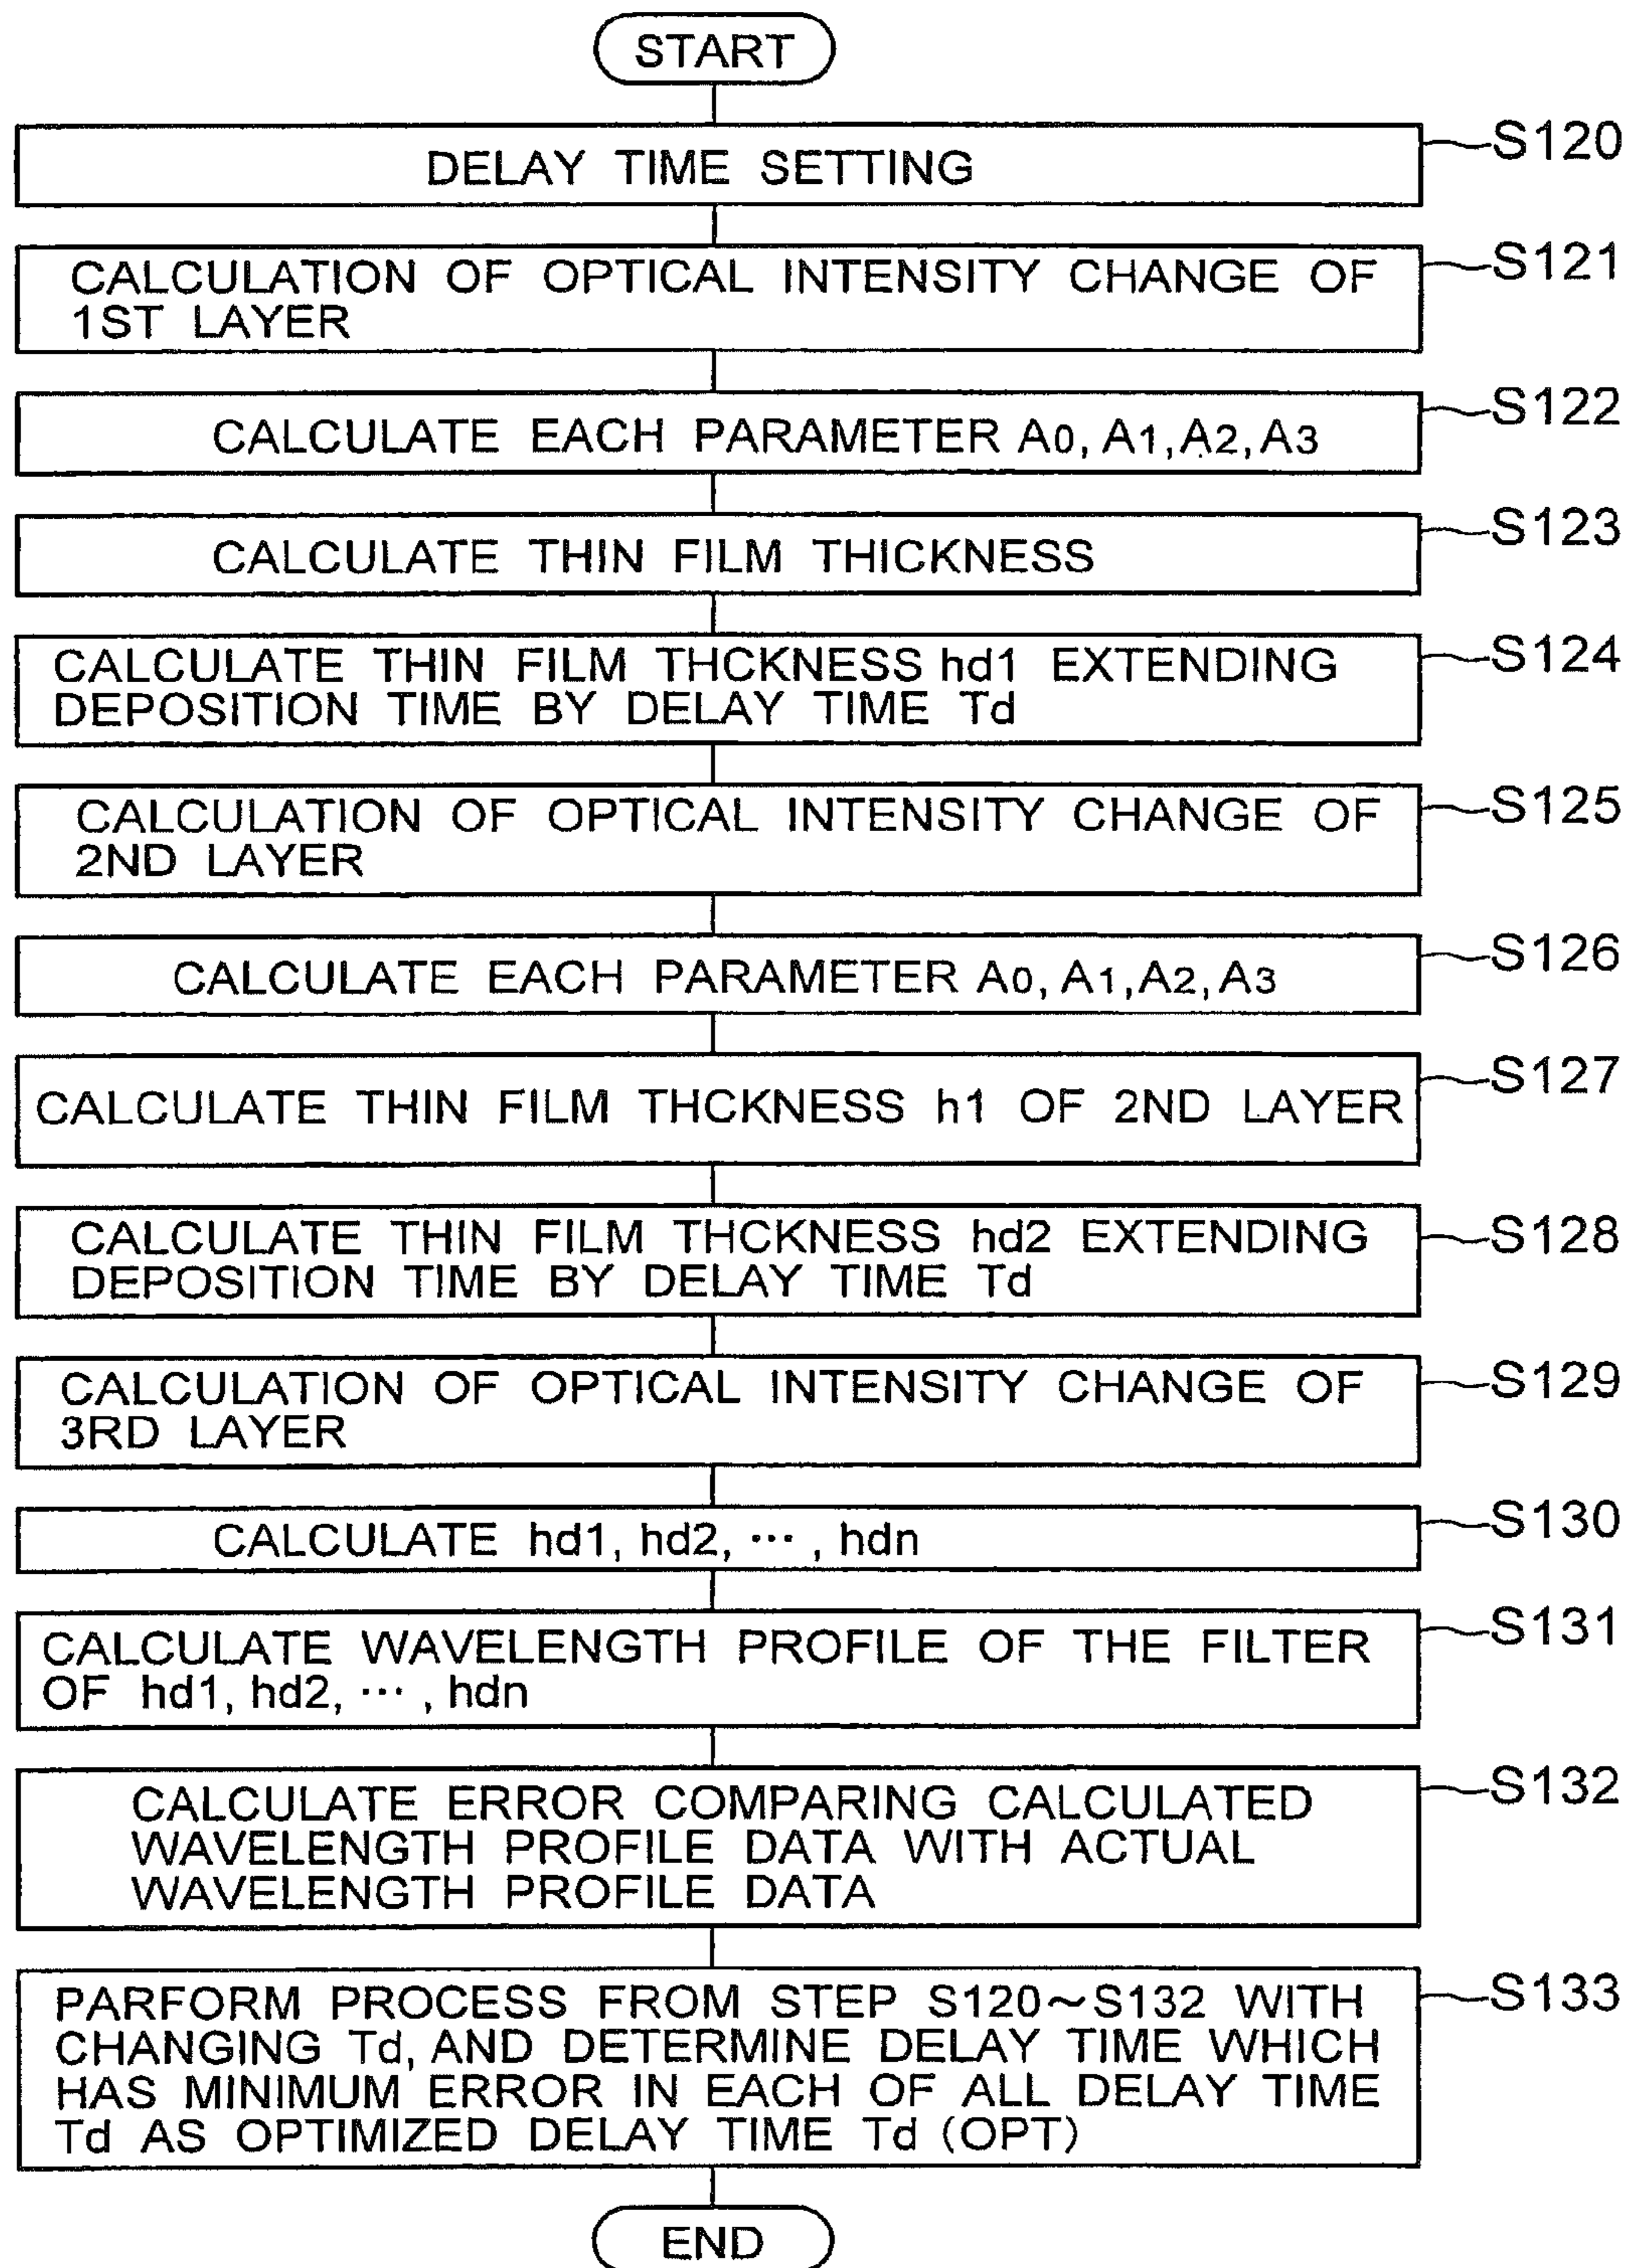 START
DELAY TIME SETTING
S120
CALCULATION OF OPTICAL INTENSITY CHANGE OF
1ST LAYER
S121
CALCULATE EACH PARAMETER A0, A1, A2, A3
S122
CALCULATE THIN FILM THICKNESS
S123
CALCULATE THIN FILM THCKNESS hd1 EXTENDING
DEPOSITION TIME BY DELAY TIME Td
S124
CALCULATION OF OPTICAL INTENSITY CHANGE OF
2ND LAYER
S125
CALCULATE EACH PARAMETER A0, A1, A2, A3
S126
CALCULATE THIN FILM THCKNESS h1 OF 2ND LAYER
S127
CALCULATE THIN FILM THCKNESS hd2 EXTENDING
DEPOSITION TIME BY DELAY TIME Td
S128
CALCULATION OF OPTICAL INTENSITY CHANGE OF
3RD LAYER
S129
CALCULATE hd1, hd2, ··· , hdn
S130
CALCULATE WAVELENGTH PROFILE OF THE FILTER
OF hd1, hd2, ··· , hdn
S131
CALCULATE ERROR COMPARING CALCULATED
WAVELENGTH PROFILE DATA WITH ACTUAL
WAVELENGTH PROFILE DATA
S132
PARFORM PROCESS FROM STEP S120~S132 WITH
CHANGING Td, AND DETERMINE DELAY TIME WHICH
HAS MINIMUM ERROR IN EACH OF ALL DELAY TIME
Td AS OPTIMIZED DELAY TIME Td (OPT)
S133
END